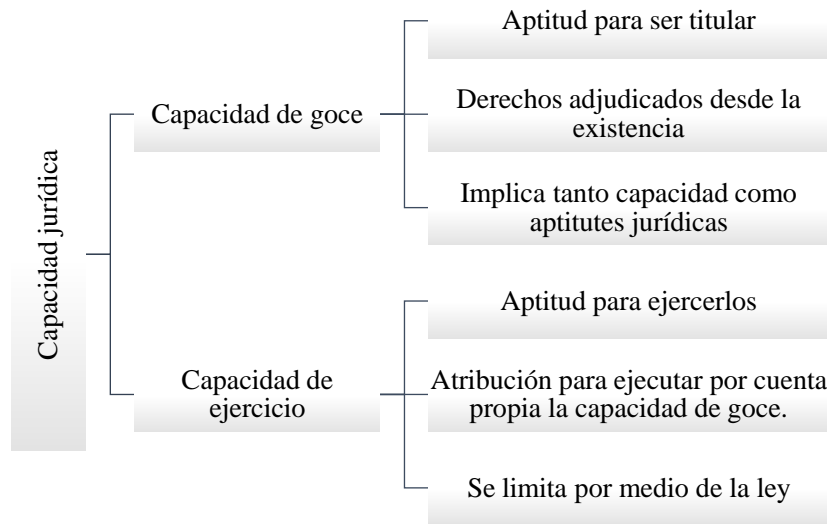 Capacidad jurídica
Capacidad de goce
Aptitud para ser titular
Derechos adjudicados desde la
existencia
Implica tanto capacidad como
aptitutes jurídicas
Capacidad de
ejercicio
Aptitud para ejercerlos
Atribución para ejecutar por cuenta
propia la capacidad de goce.
Se limita por medio de la ley